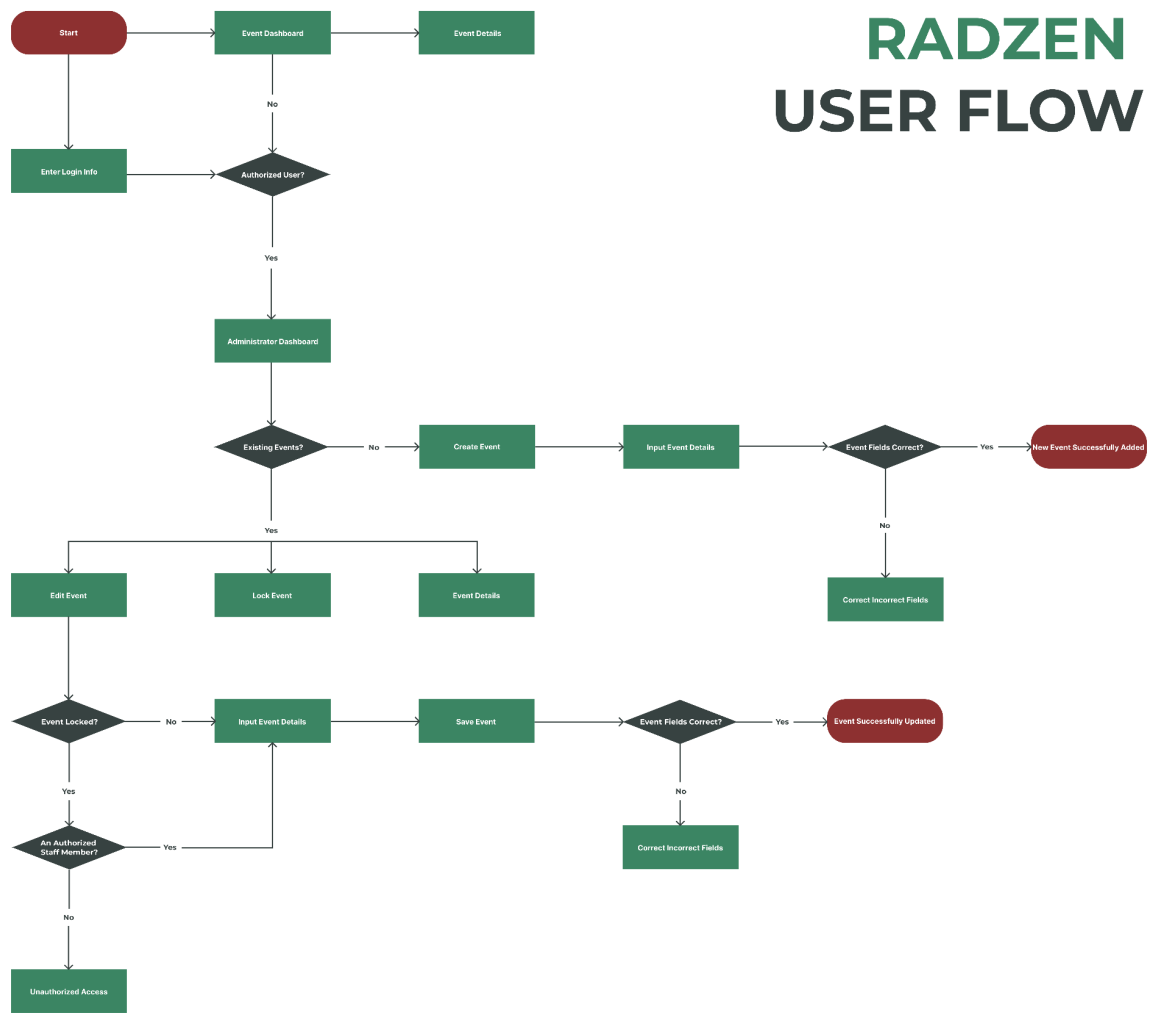 RADZEN
USER FLOW
Start
Event Dashboard
Event Details
No
Enter Login Info
Authorized User?
Yes
Administrator Dashboard
Existing Events?
No
Create Event
Input Event Details
Event Fields Correct?
Yes
New Event Successfully Added
Yes
No
Edit Event
Lock Event
Event Details
Correct Incorrect Fields
Event Locked?
No
Input Event Details
Save Event
Event Fields Correct?
Yes
Event Successfully Updated
Yes
No
An Authorized
Staff Member?
Yes
Correct Incorrect Fields
No
Unauthorized Access